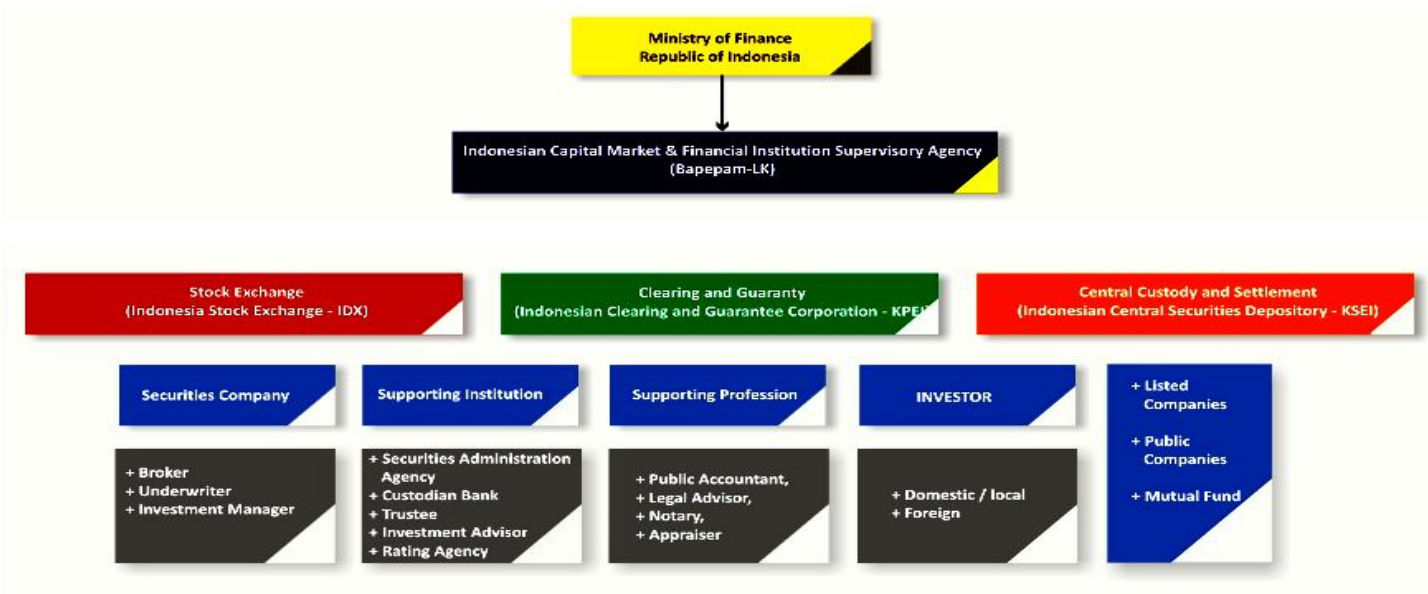 Ministry of Finance
Republic of Indonesia
Indonesian Capital Market & Financial Institution Supervisory Agency
(Bapepam-LK)
Stock Exchange
(Indonesia Stock Exchange - IDX)
Clearing and Guaranty
(Indonesian Clearing and Guarantee Corporation - KPEI)
Central Custody and Settlement
(Indonesian Central Securities Depository - KSEI)
Securities Company
+ Broker
+ Underwriter
+ Investment Manager
Supporting Institution
+ Securities Administration
Agency
+ Custodian Bank
+ Trustee
+ Investment Advisor
+ Rating Agency
Supporting Profession
+ Public Accountant,
+ Legal Advisor,
+ Notary,
+ Appraiser
INVESTOR
+ Domestic / local
+ Foreign
+ Listed
Companies
+ Public
Companies
+ Mutual Fund